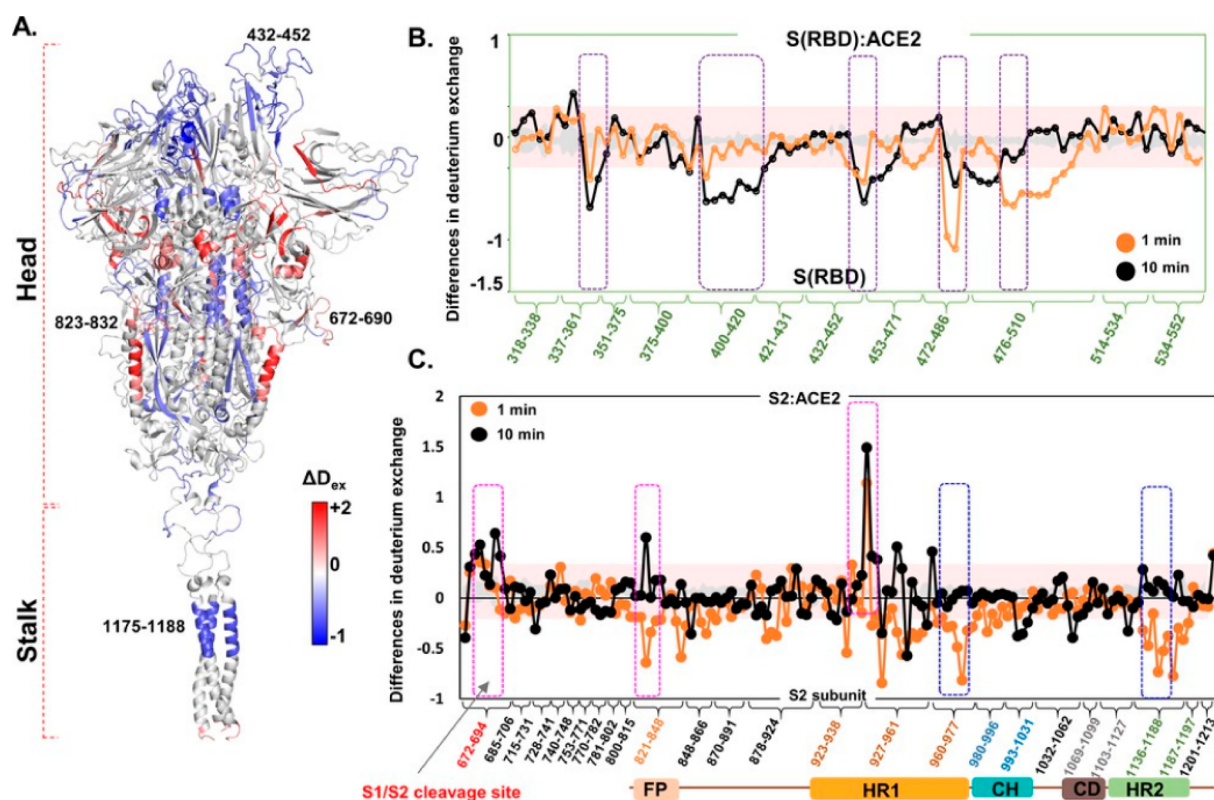 A.
432-452
Head
823-832
672-690
ΔDex
+2
0
-1
Stalk
1175-1188
B.
S(RBD):ACE2
Differences in deuterium exchange
1
0
-1
-1.5
1 min
10 min
S(RBD)
318-338
337-361
351-375
375-400
400-420
421-431
432-452
453-471
472-486
476-510
514-534
534-552
C.
S2:ACE2
Differences in deuterium exchange
2
1.5
1
0.5
0
-0.5
-1
1 min
10 min
S2 subunit
672-694
685-706
715-731
728-741
740-748
753-771
770-782
781-802
800-815
821-848
848-866
870-891
878-924
923-938
927-961
960-977
980-996
993-1031
1032-1062
1069-1099
1103-1127
1136-1188
1187-1197
1201-1213
S1/S2 cleavage site
FP
HR1
CH
CD
HR2